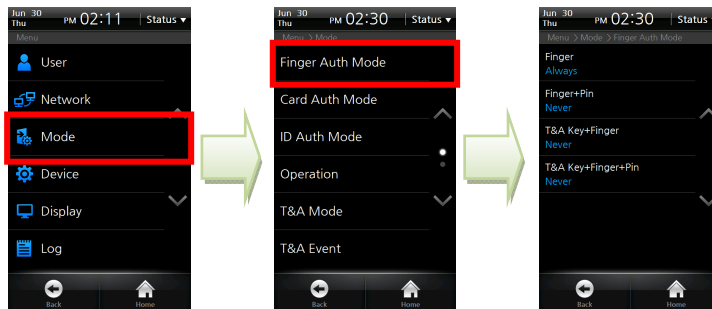 Jun 30
Thu
PM 02:11
Status
Menu
User
Network
Mode
Device
Display
Log
Back
Home
Jun 30
Thu
PM 02:30
Status
Menu > Mode
Finger Auth Mode
Card Auth Mode
ID Auth Mode
Operation
T&A Mode
T&A Event
Back
Home
Jun 30
Thu
PM 02:30
Status
Menu > Mode > Finger Auth Mode
Finger
Always
Finger+Pin
Never
T&A Key+Finger
Never
T&A Key+Finger+Pin
Never
Back
Home